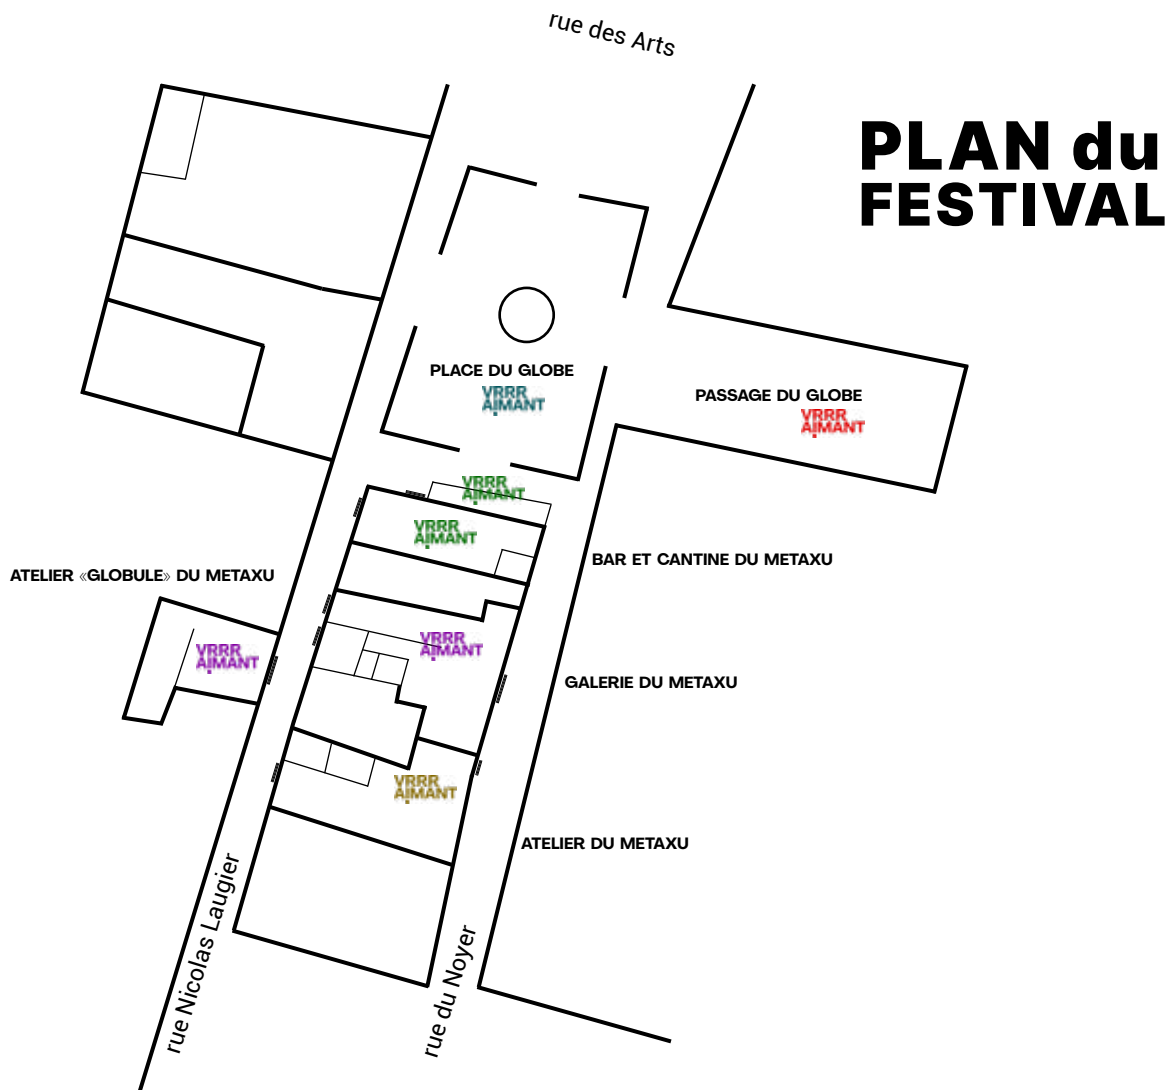 rue des Arts
PLAN du
FESTIVAL
PLACE DU GLOBE
VRRR
AIMANT
PASSAGE DU GLOBE
VRRR
AIMANT
VRRR
AIMANT
VRRR
AIMANT
BAR ET CANTINE DU METAXU
ATELIER «GLOBULE» DU METAXU
VRRR
AIMANT
VRRR
AIMANT
GALERIE DU METAXU
VRRR
AIMANT
ATELIER DU METAXU
rue Nicolas Laugier
rue du Noyer